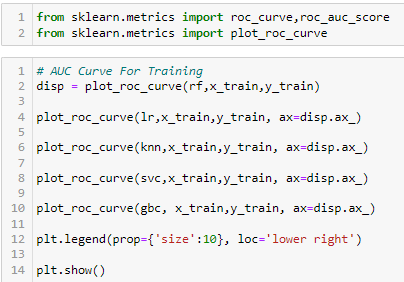 1 from sklearn.metrics import roc_curve,roc_auc_score
2 from sklearn.metrics import plot_roc_curve
1 # AUC Curve For Training
2 disp = plot_roc_curve(rf,x_train,y_train)
3
4 plot_roc_curve(lr,x_train,y_train, ax=disp.ax_)
5
6 plot_roc_curve(knn,x_train,y_train, ax=disp.ax_)
7
8 plot_roc_curve(svc,x_train,y_train, ax=disp.ax_)
9
10 plot_roc_curve(gbc, x_train,y_train, ax=disp.ax_)
11
12 plt.legend(prop={'size':10}, loc='lower right')
13
14 plt.show()